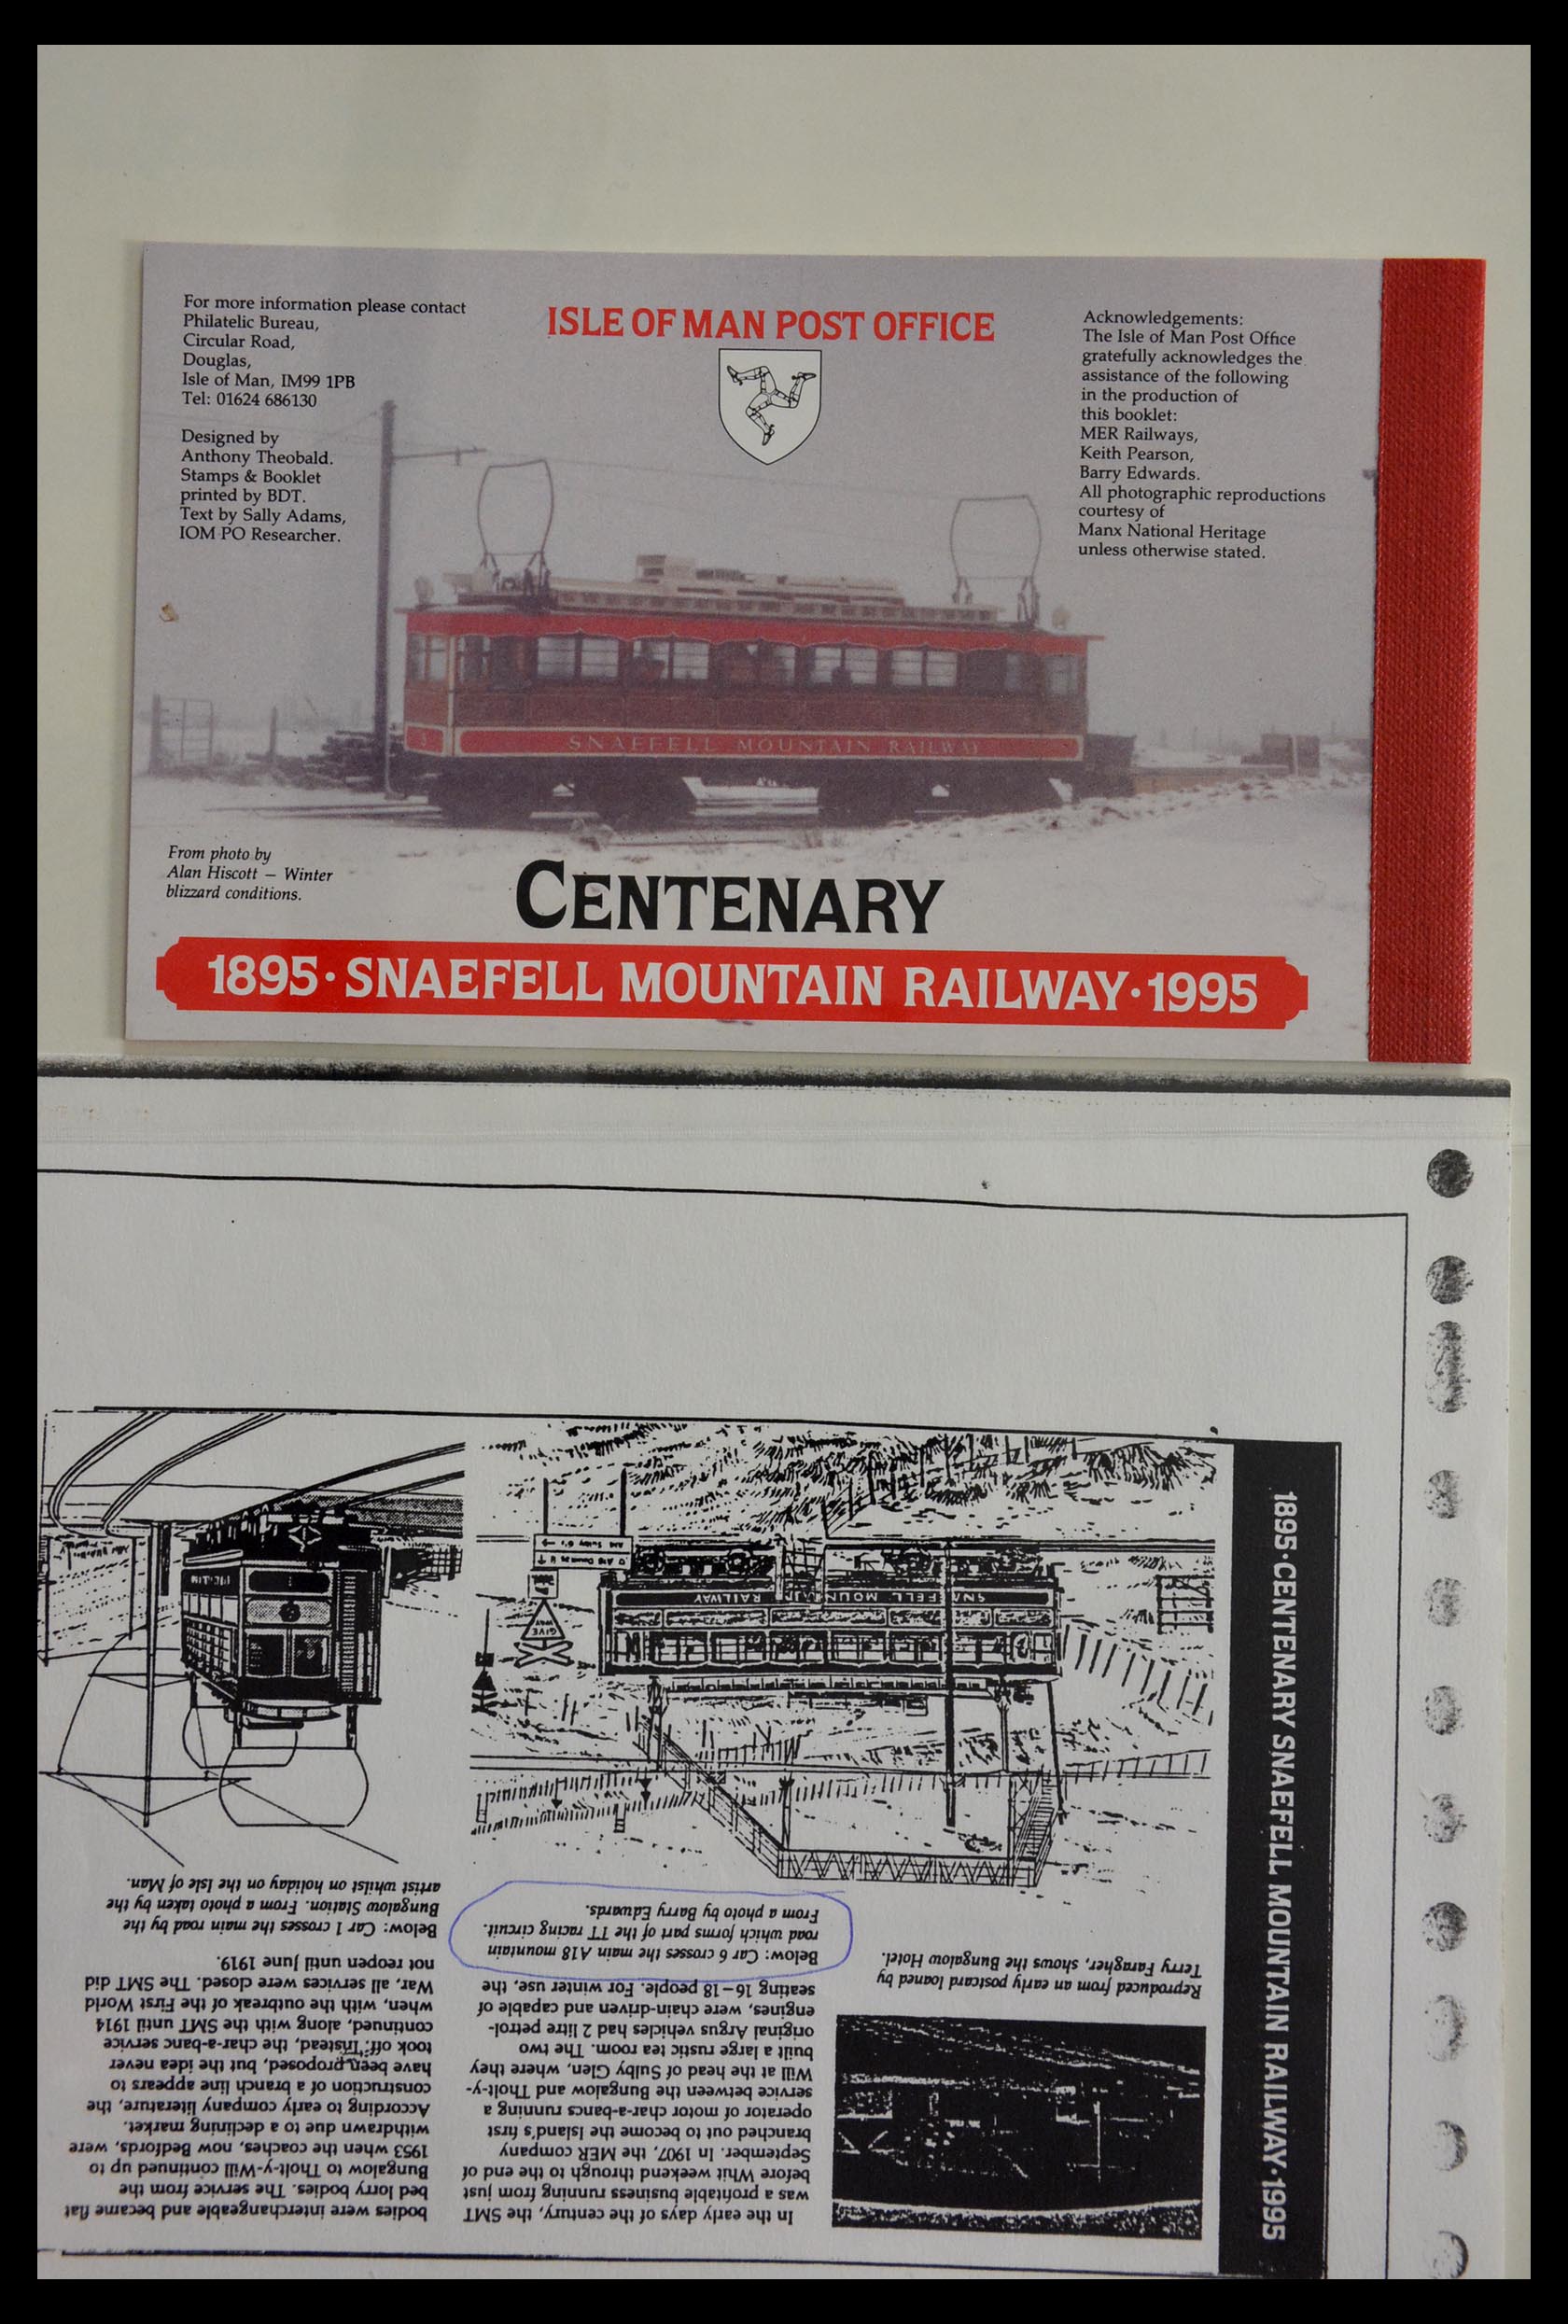 For more information please contact
Philatelic Bureau,
Circular Road,
Douglas,
Isle of Man, IM99 1PB
Tel: 01624 686130
Designed by
Anthony Theobald.
Stamps & Booklet
printed by BDT.
Text by Sally Adams,
IOM PO Researcher.
ISLE OF MAN POST OFFICE
Acknowledgements:
The Isle of Man Post Office
gratefully acknowledges the
assistance of the following
in the production of
this booklet:
MER Railways,
Keith Pearson,
Barry Edwards.
All photographic reproductions
courtesy of
Manx National Heritage
unless otherwise stated.
SNAEFELL MOUNTAIN RAILWAY
From photo by
Alan Hiscott – Winter
blizzard conditions.
CENTENARY
1895·SNAEFELL MOUNTAIN RAILWAY·1995
1895·CENTENARY SNAEFELL MOUNTAIN RAILWAY·1995
Reproduced from an early postcard loaned by
Terry Faragher, shows the Bungalow Hotel.
In the early days of the century, the SMT
was a profitable business running from just
before Whit weekend through to the end of
September. In 1907, the MER company
branched out to become the Island's first
operator of motor char-a-bancs running a
service between the Bungalow and Tholt-y-
Will at the head of Sulby Glen, where they
built a large rustic tea room. The two
original Argus vehicles had 2 litre petrol-
engines, were chain-driven and capable of
seating 16–18 people. For winter use, the
Below: Car 6 crosses the main A18 mountain
road which forms part of the TT racing circuit.
From a photo by Barry Edwards.
SNAEFELL MOUNTAIN RAILWAY
GIVE
WAY
bodies were interchangeable and became flat
bed lorry bodies. The service from the
Bungalow to Tholt-y-Will continued up to
1953 when the coaches, now Bedfords, were
withdrawn due to a declining market.
According to early company literature, the
construction of a branch line appears to
have been proposed, but the idea never
took off. Instead, the char-a-banc service
continued, along with the SMT until 1914
when, with the outbreak of the First World
War, all services were closed. The SMT did
not reopen until June 1919.
Below: Car 1 crosses the main road by the
Bungalow Station. From a photo taken by the
artist whilst on holiday on the Isle of Man.